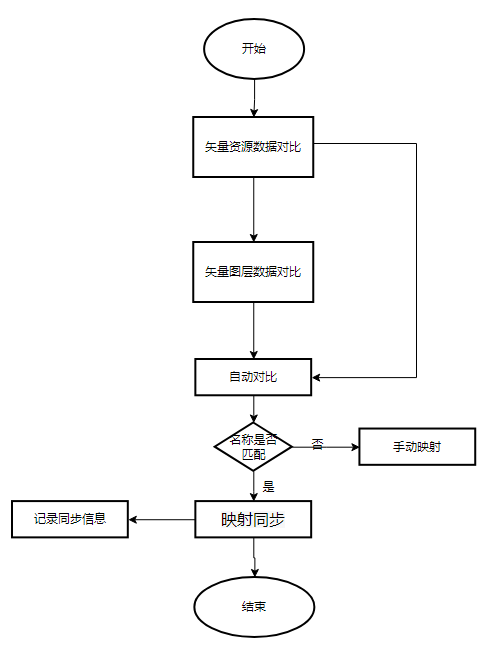 开始
矢量资源数据对比
矢量图层数据对比
自动对比
名称是否
匹配
否
手动映射
是
记录同步信息
映射同步
结束